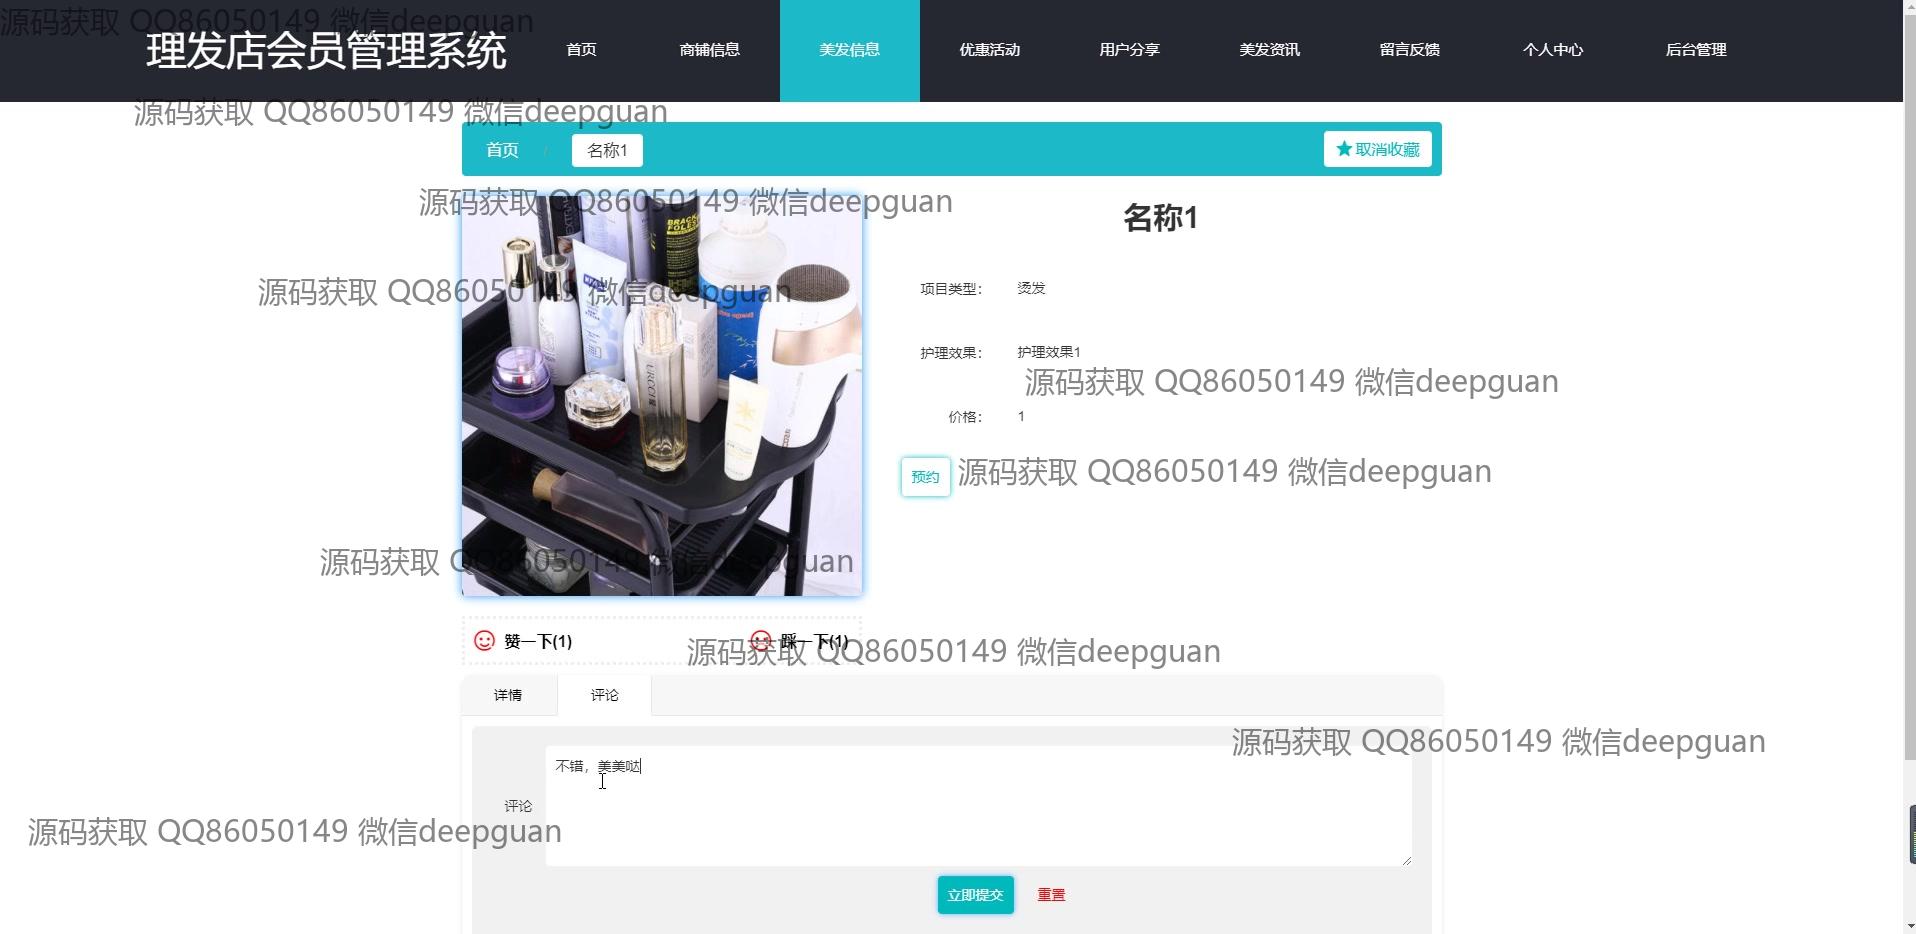 源码获取 QQ86050149 微信deepguan
理发店会员管理系统
首页
商铺信息
美发信息
优惠活动
用户分享
美发资讯
留言反馈
个人中心
后台管理
源码获取 QQ86050149 微信deepguan
首页 / 名称1
★取消收藏
源码获取 QQ86050149 微信deepguan
名称1
源码获取 QQ86050149 微信deepguan
项目类型： 烫发
护理效果： 护理效果1
源码获取 QQ86050149 微信deepguan
价格： 1
预约
源码获取 QQ86050149 微信deepguan
源码获取 QQ86050149 微信deepguan
赞一下(1)
踩一下(1)
源码获取 QQ86050149 微信deepguan
详情
评论
源码获取 QQ86050149 微信deepguan
不错，美美哒
评论
源码获取 QQ86050149 微信deepguan
立即提交
重置